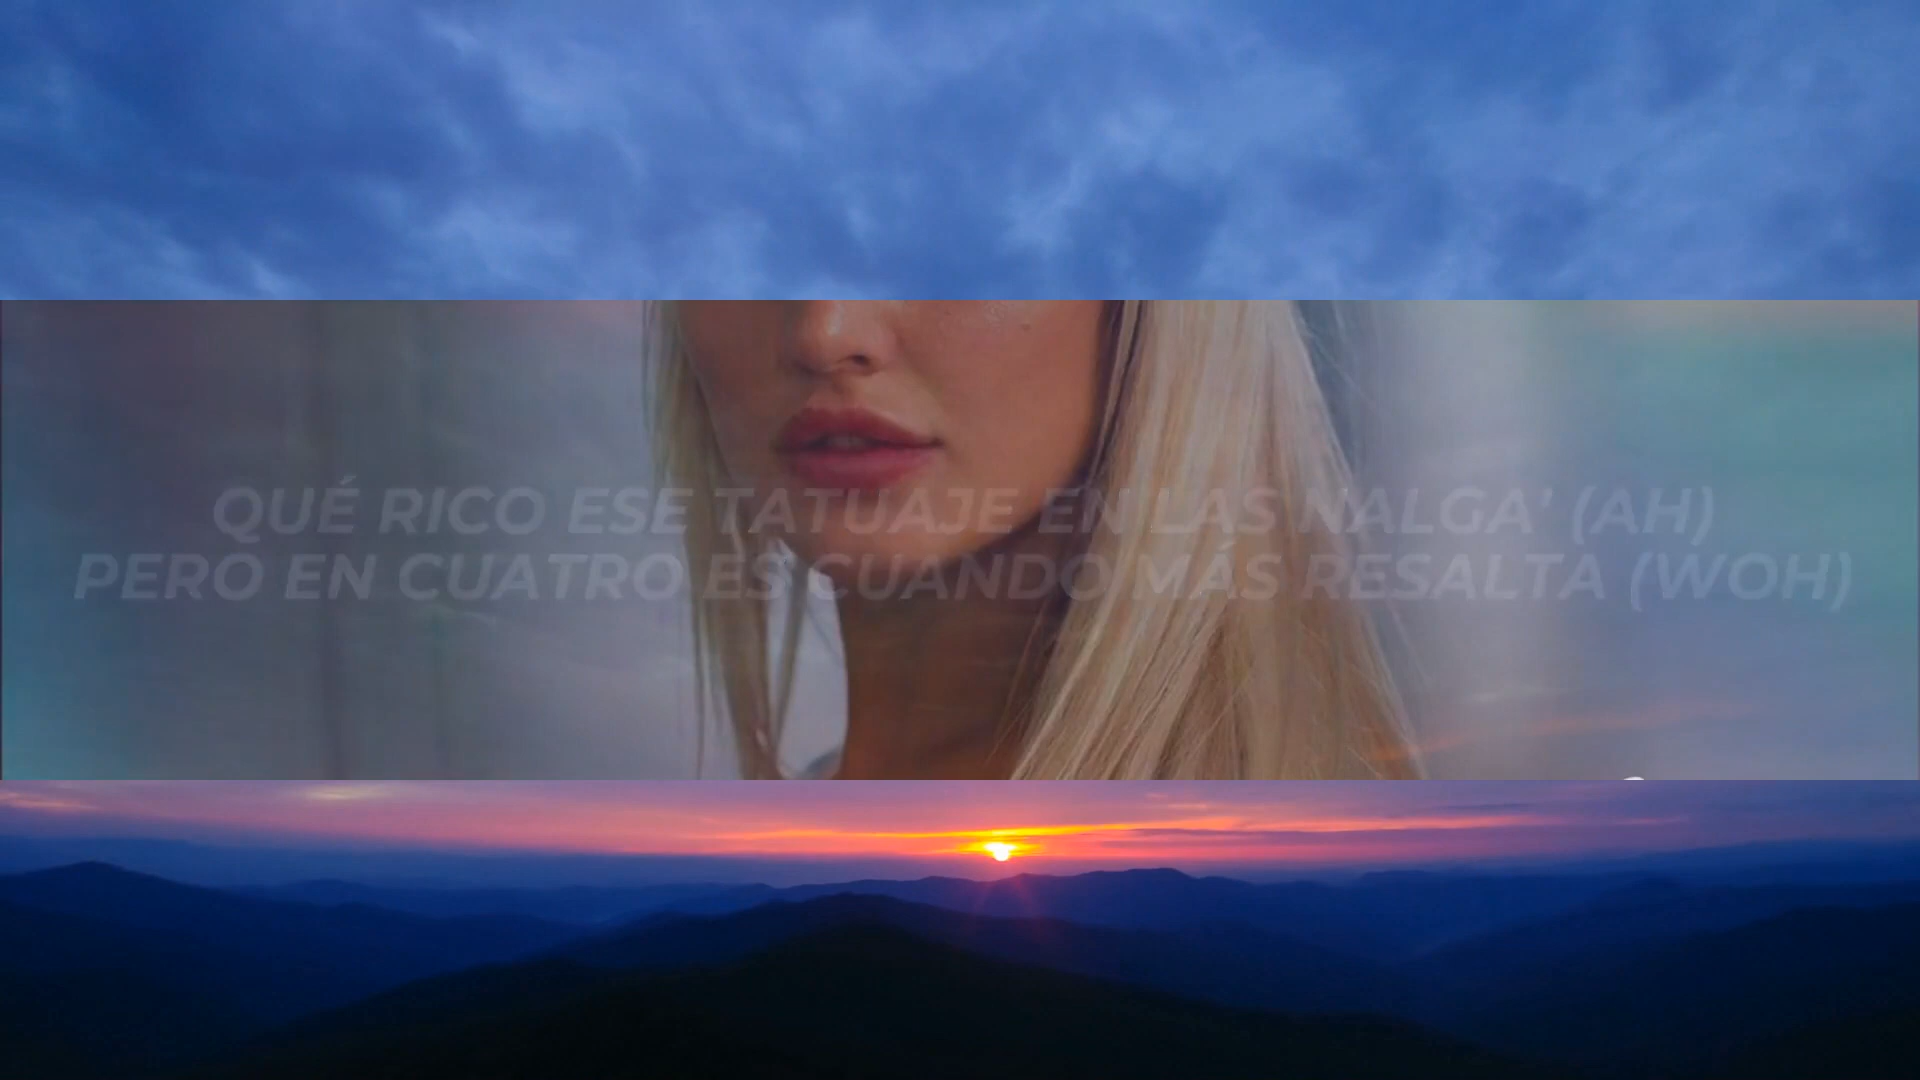 QUÉ RICO ESE TATUAJE EN LAS NALGA' (AH)
PERO EN CUATRO ES CUANDO MÁS RESALTA (WOH)